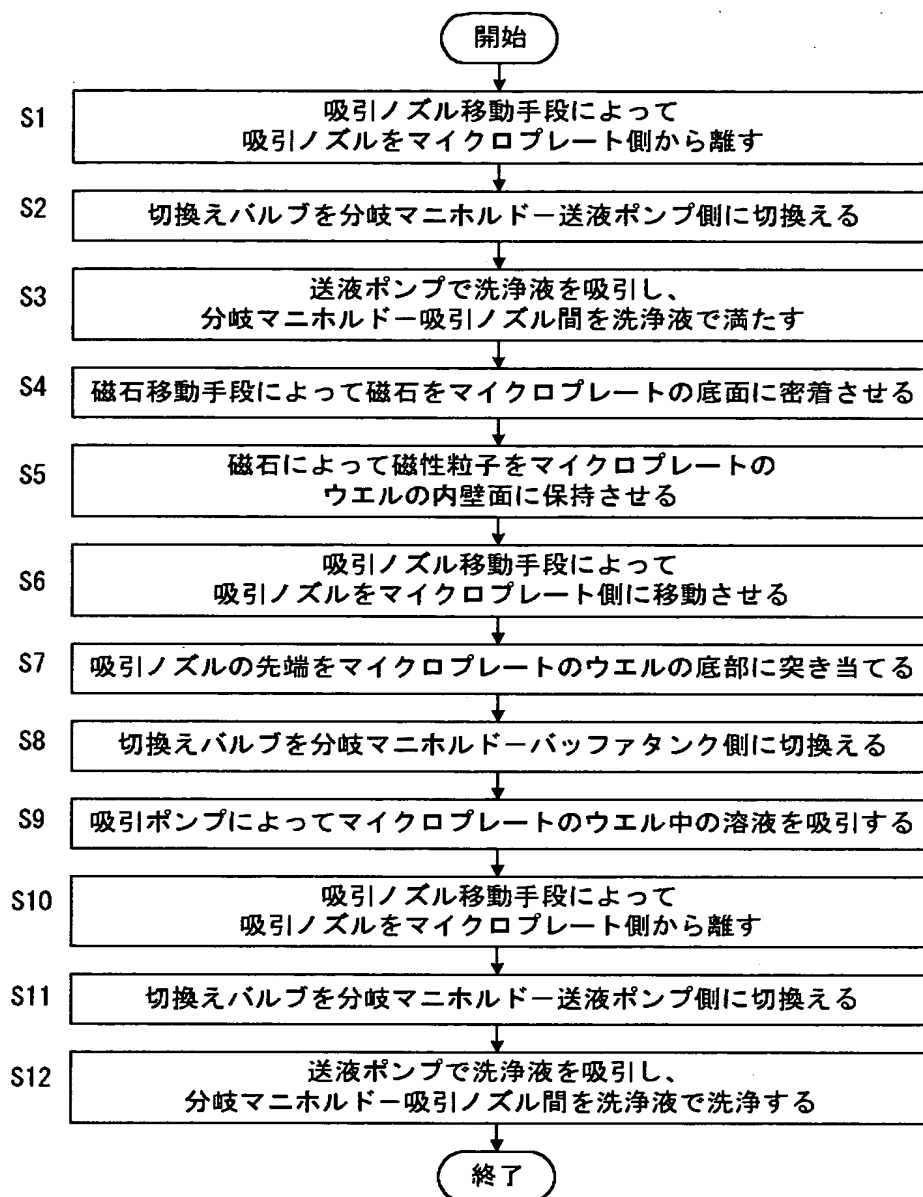 開始
S1
吸引ノズル移動手段によって
吸引ノズルをマイクロプレート側から離す
S2
切換えバルブを分岐マニホルドー送液ポンプ側に切換える
S3
送液ポンプで洗浄液を吸引し、
分岐マニホルドー吸引ノズル間を洗浄液で満たす
S4
磁石移動手段によって磁石をマイクロプレートの底面に密着させる
S5
磁石によって磁性粒子をマイクロプレートの
ウエルの内壁面に保持させる
S6
吸引ノズル移動手段によって
吸引ノズルをマイクロプレート側に移動させる
S7
吸引ノズルの先端をマイクロプレートのウエルの底部に突き当てる
S8
切換えバルブを分岐マニホルドーバッファタンク側に切換える
S9
吸引ポンプによってマイクロプレートのウエル中の溶液を吸引する
S10
吸引ノズル移動手段によって
吸引ノズルをマイクロプレート側から離す
S11
切換えバルブを分岐マニホルドー送液ポンプ側に切換える
S12
送液ポンプで洗浄液を吸引し、
分岐マニホルドー吸引ノズル間を洗浄液で洗浄する
終了